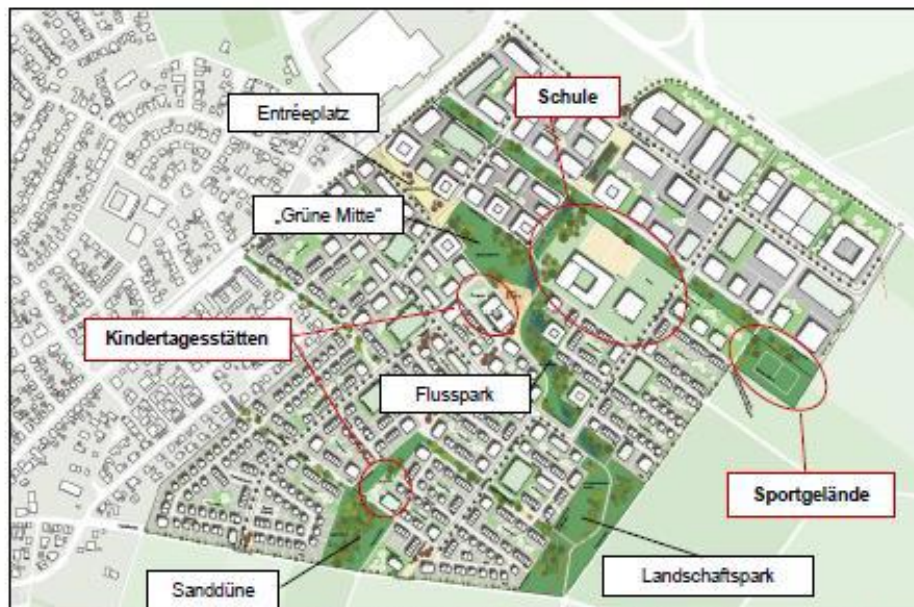 Schule
Entréeplatz
„Grüne Mitte“
Kindertagesstätten
Flusspark
Sportgelände
Landschaftspark
Sanddüne